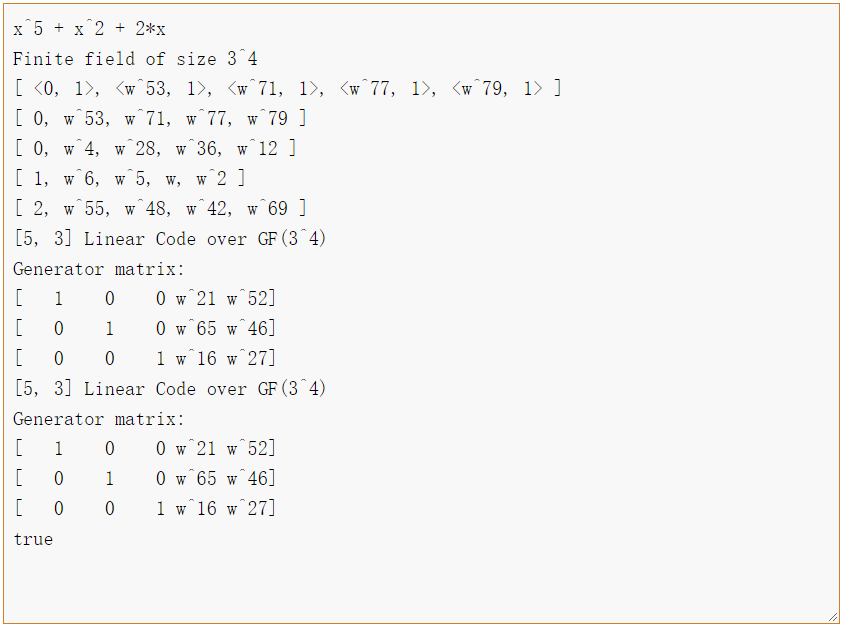 x^5 + x^2 + 2*x
Finite field of size 3^4
[ <0, 1>, <w^53, 1>, <w^71, 1>, <w^77, 1>, <w^79, 1> ]
[ 0, w^53, w^71, w^77, w^79 ]
[ 0, w^4, w^28, w^36, w^12 ]
[ 1, w^6, w^5, w, w^2 ]
[ 2, w^55, w^48, w^42, w^69 ]
[5, 3] Linear Code over GF(3^4)
Generator matrix:
[   1    0    0 w^21 w^52]
[   0    1    0 w^65 w^46]
[   0    0    1 w^16 w^27]
[5, 3] Linear Code over GF(3^4)
Generator matrix:
[   1    0    0 w^21 w^52]
[   0    1    0 w^65 w^46]
[   0    0    1 w^16 w^27]
true